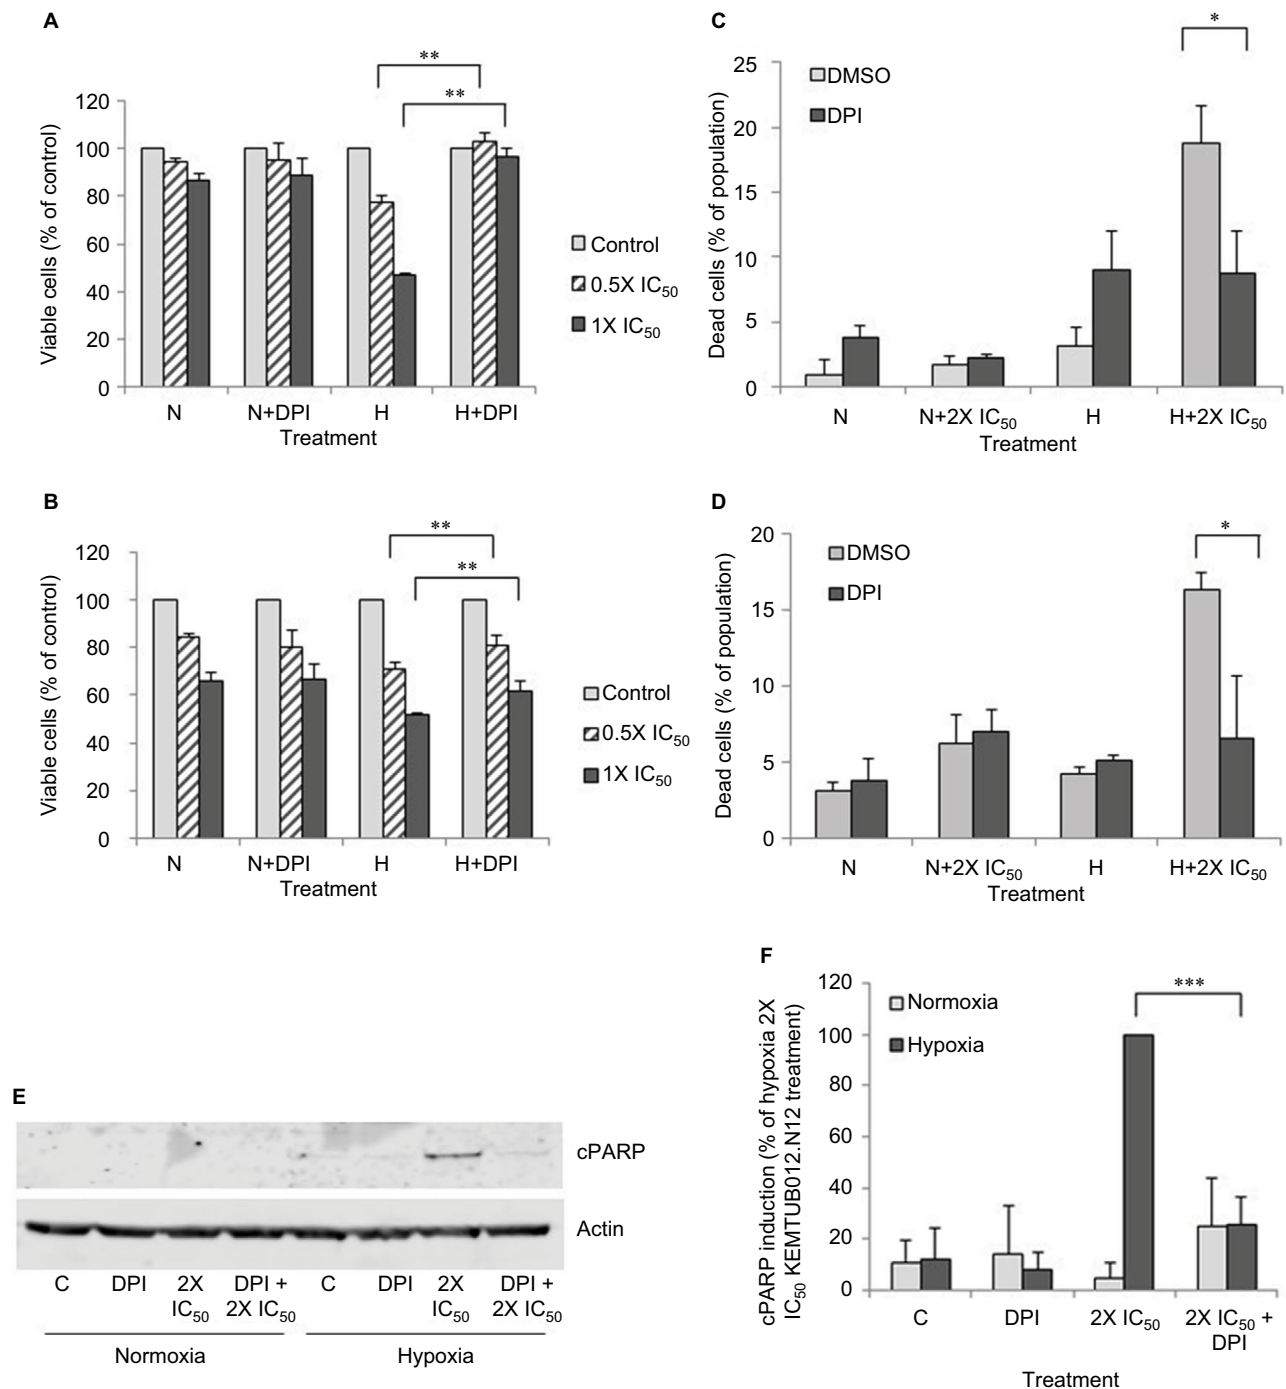 A
**
**
120
100
80
60
40
20
0
Viable cells (% of control)
N
N+DPI
H
H+DPI
Treatment
Control
0.5X IC50
1X IC50
C
*
DMSO
DPI
25
20
15
10
5
0
Dead cells (% of population)
N
N+2X IC50
H
H+2X IC50
Treatment
B
**
**
120
100
80
60
40
20
0
Viable cells (% of control)
N
N+DPI
H
H+DPI
Treatment
Control
0.5X IC50
1X IC50
D
*
DMSO
DPI
20
15
10
5
0
Dead cells (% of population)
N
N+2X IC50
H
H+2X IC50
Treatment
E
cPARP
Actin
C
DPI
2X
IC50
DPI +
2X IC50
C
DPI
2X
IC50
DPI +
2X IC50
Normoxia
Hypoxia
F
***
Normoxia
Hypoxia
120
100
80
60
40
20
0
cPARP induction (% of hypoxia 2X
IC50 KEMTUB012.N12 treatment)
C
DPI
2X IC50
2X IC50 +
DPI
Treatment